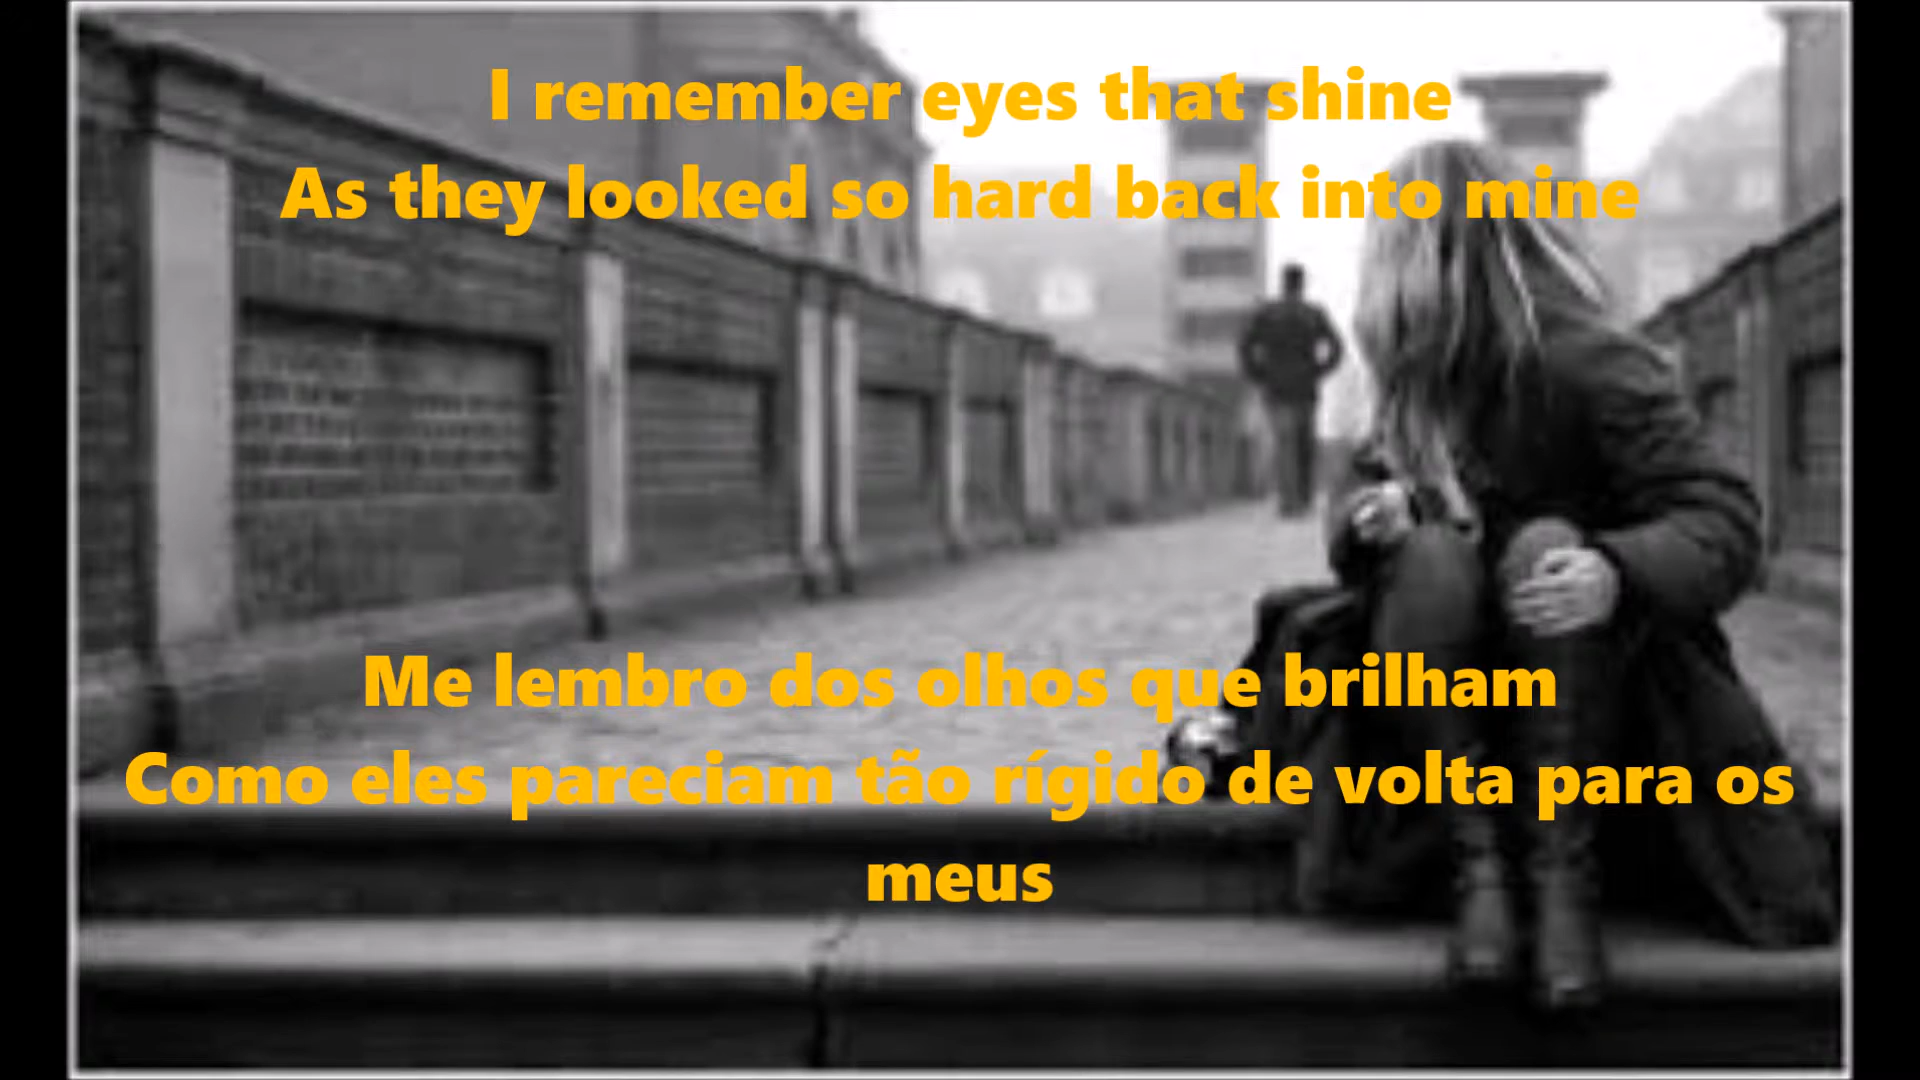 I remember eyes that shine
As they looked so hard back into mine
Me lembro dos olhos que brilham
Como eles pareciam tão rígido de volta para os
meus